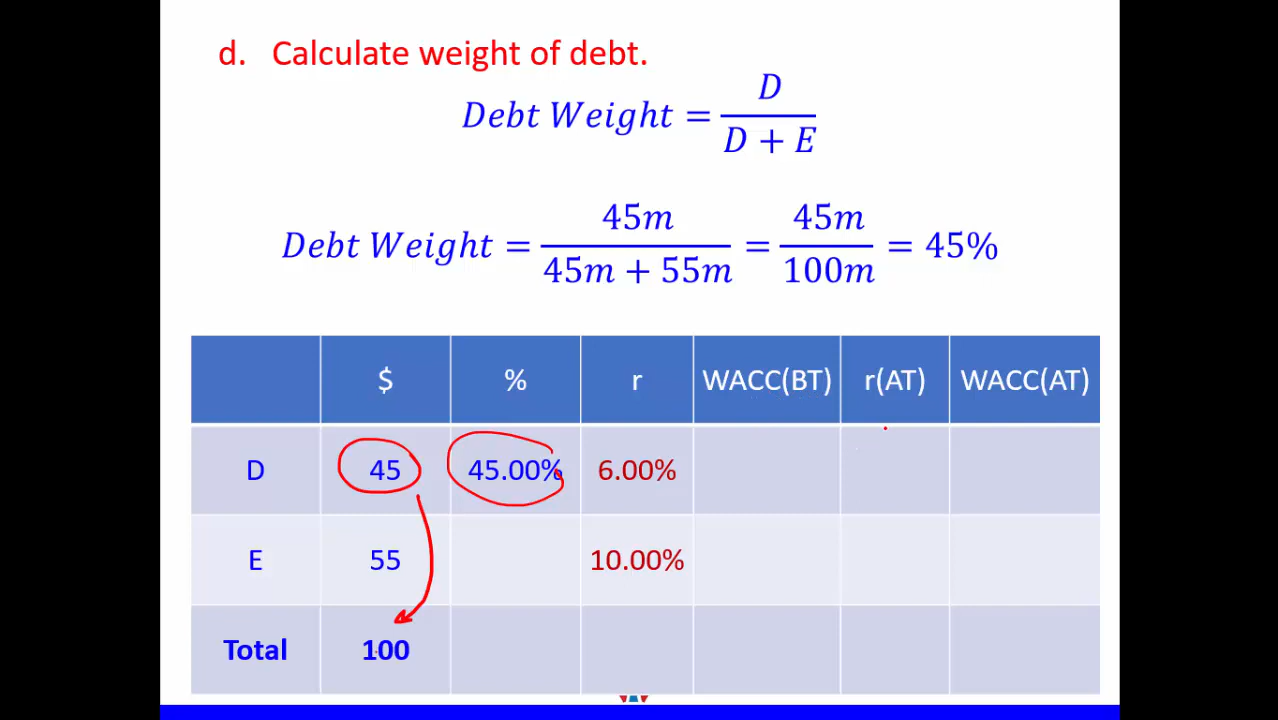 d. Calculate weight of debt.
Debt Weight = D / D + E
Debt Weight = 45m / 45m + 55m = 45m / 100m = 45%
$ % r WACC(BT) r(AT) WACC(AT)
D 45 45.00% 6.00%
E 55 10.00%
Total 100